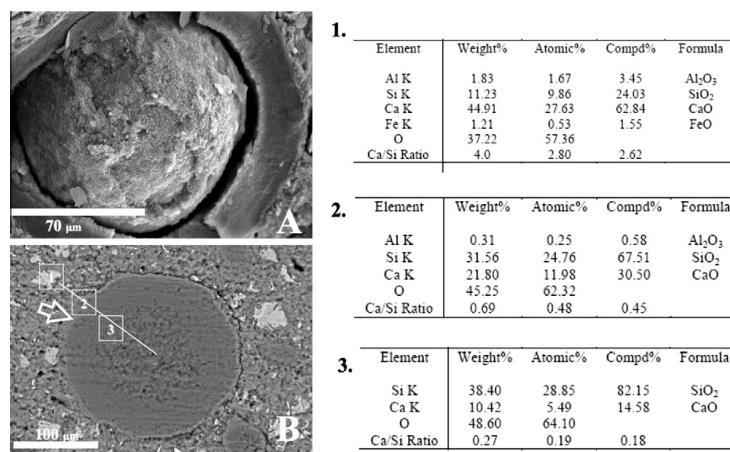 A
70 μm
B
100 μm
1
2
3
1.
Element Weight% Atomic% Compd% Formula
Al K 1.83 1.67 3.45 Al₂O₃
Si K 11.23 9.86 24.03 SiO₂
Ca K 44.91 27.63 62.84 CaO
Fe K 1.21 0.53 1.55 FeO
O 37.22 57.36
Ca/Si Ratio 4.0 2.80 2.62
2.
Element Weight% Atomic% Compd% Formula
Al K 0.31 0.25 0.58 Al₂O₃
Si K 31.56 24.76 67.51 SiO₂
Ca K 21.80 11.98 30.50 CaO
O 45.25 62.32
Ca/Si Ratio 0.69 0.48 0.45
3.
Element Weight% Atomic% Compd% Formula
Si K 38.40 28.85 82.15 SiO₂
Ca K 10.42 5.49 14.58 CaO
O 48.60 64.10
Ca/Si Ratio 0.27 0.19 0.18